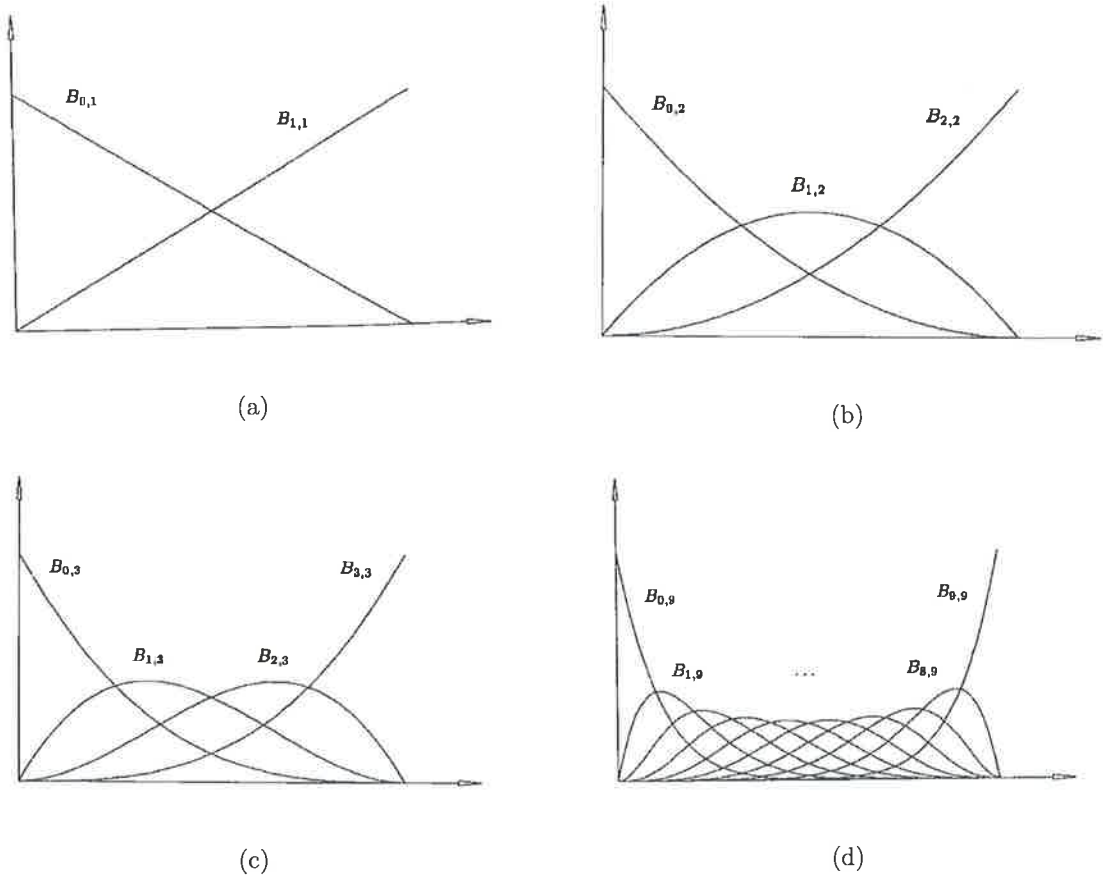 B₀,₁
B₁,₁
(a)
B₀,₂
B₂,₂
B₁,₂
(b)
B₀,₃
B₃,₃
B₁,₃
B₂,₃
(c)
B₀,₉
B₉,₉
B₁,₉
...
B₈,₉
(d)